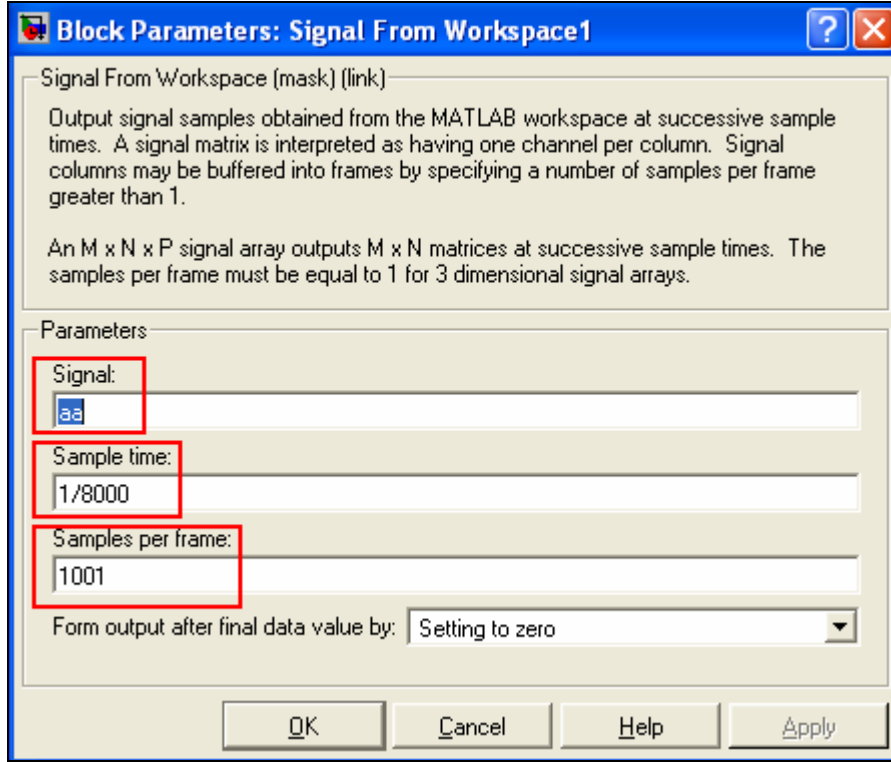 Block Parameters: Signal From Workspace1
Signal From Workspace (mask) (link)
Output signal samples obtained from the MATLAB workspace at successive sample
times. A signal matrix is interpreted as having one channel per column. Signal
columns may be buffered into frames by specifying a number of samples per frame
greater than 1.
An M x N x P signal array outputs M x N matrices at successive sample times. The
samples per frame must be equal to 1 for 3 dimensional signal arrays.
Parameters
Signal:
aa
Sample time:
1/8000
Samples per frame:
1001
Form output after final data value by: Setting to zero
OK Cancel Help Apply